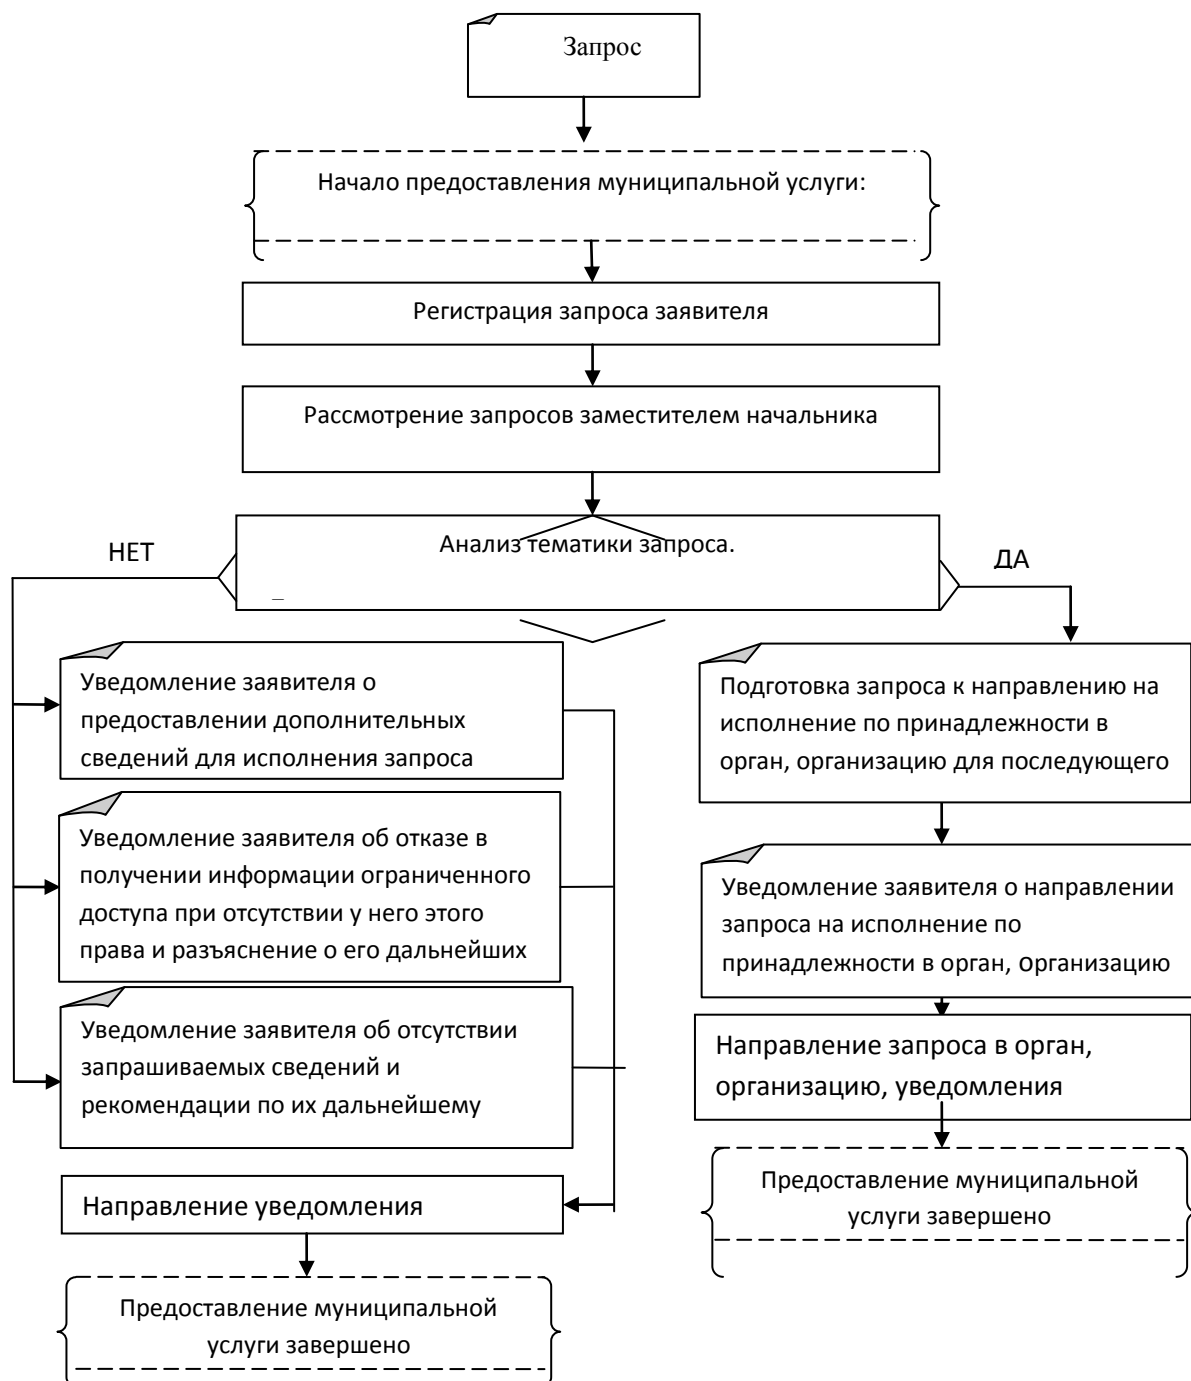 Запрос
Начало предоставления муниципальной услуги:
Регистрация запроса заявителя
Рассмотрение запросов заместителем начальника
Анализ тематики запроса.
НЕТ
ДА
Уведомление заявителя о
предоставлении дополнительных
сведений для исполнения запроса
Уведомление заявителя об отказе в
получении информации ограниченного
доступа при отсутствии у него этого
права и разъяснение о его дальнейших
Уведомление заявителя об отсутствии
запрашиваемых сведений и
рекомендации по их дальнейшему
Направление уведомления
Предоставление муниципальной
услуги завершено
Подготовка запроса к направлению на
исполнение по принадлежности в
орган, организацию для последующего
Уведомление заявителя о направлении
запроса на исполнение по
принадлежности в орган, организацию
Направление запроса в орган,
организацию, уведомления
Предоставление муниципальной
услуги завершено